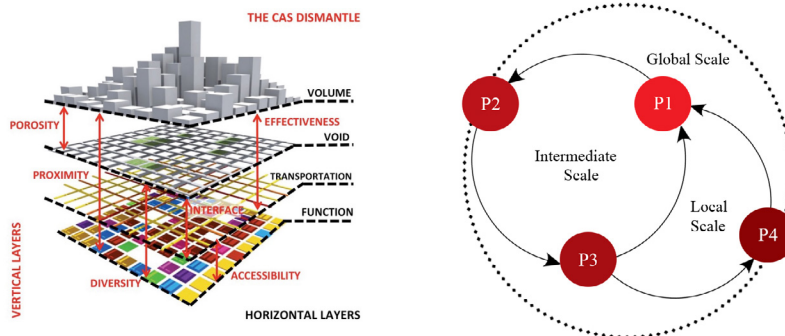 THE CAS DISMANTLE
VOLUME
POROSITY
EFFECTIVENESS
VOID
PROXIMITY
TRANSPORTATION
INTERFACE
FUNCTION
VERTICAL LAYERS
DIVERSITY
ACCESSIBILITY
HORIZONTAL LAYERS
Global Scale
P2
P1
Intermediate
Scale
Local
Scale
P4
P3